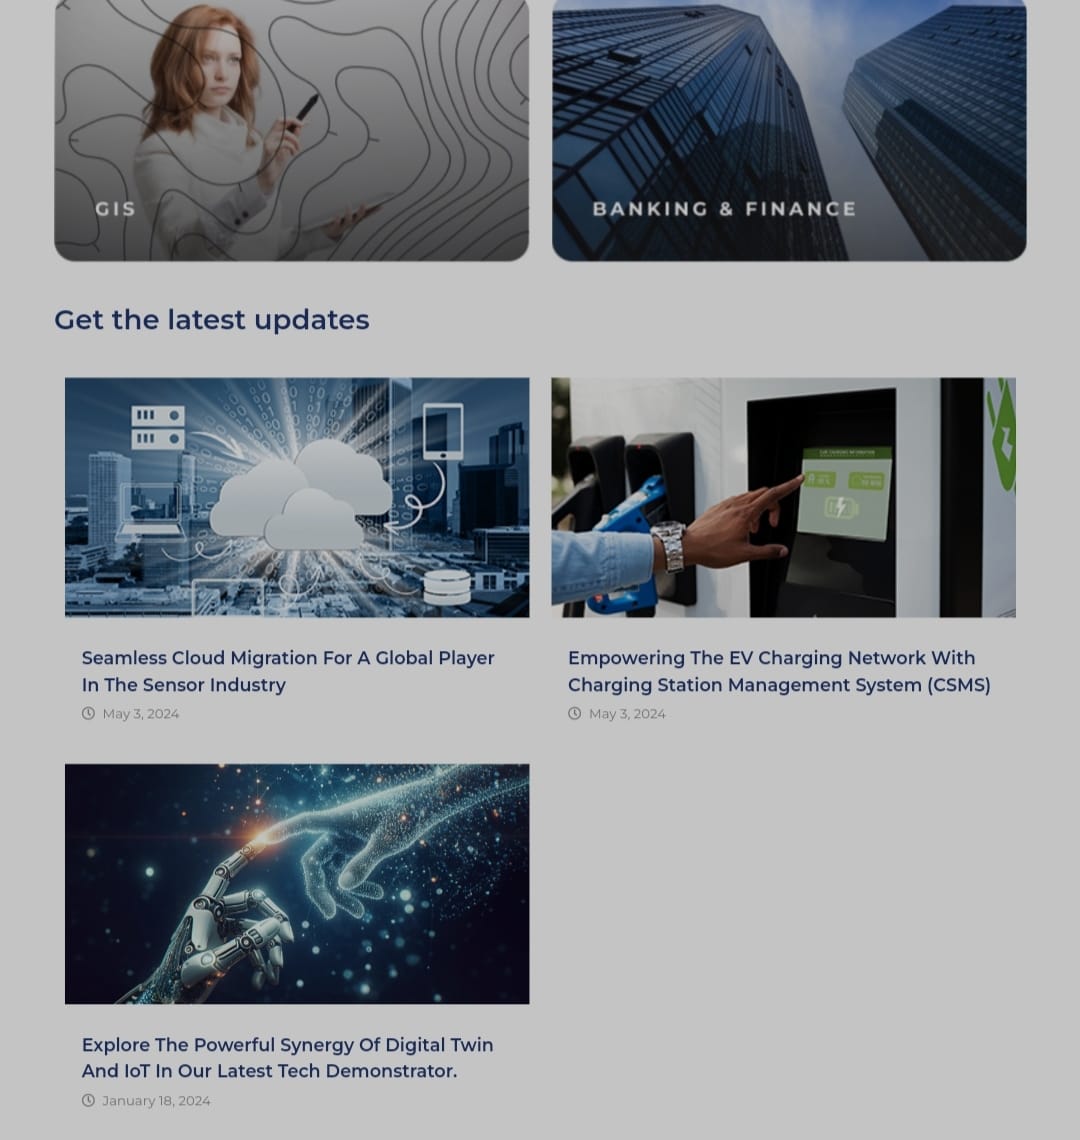 GIS
BANKING & FINANCE
Get the latest updates
Seamless Cloud Migration For A Global Player
In The Sensor Industry
May 3, 2024
Empowering The EV Charging Network With
Charging Station Management System (CSMS)
May 3, 2024
Explore The Powerful Synergy Of Digital Twin
And IoT In Our Latest Tech Demonstrator.
January 18, 2024